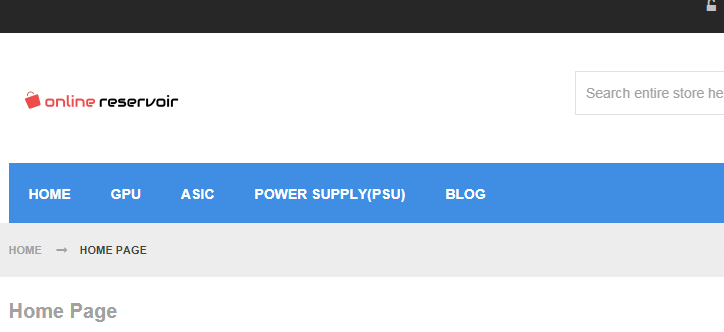 online reservoir
Search entire store he
HOME GPU ASIC POWER SUPPLY(PSU) BLOG
HOME → HOME PAGE
Home Page